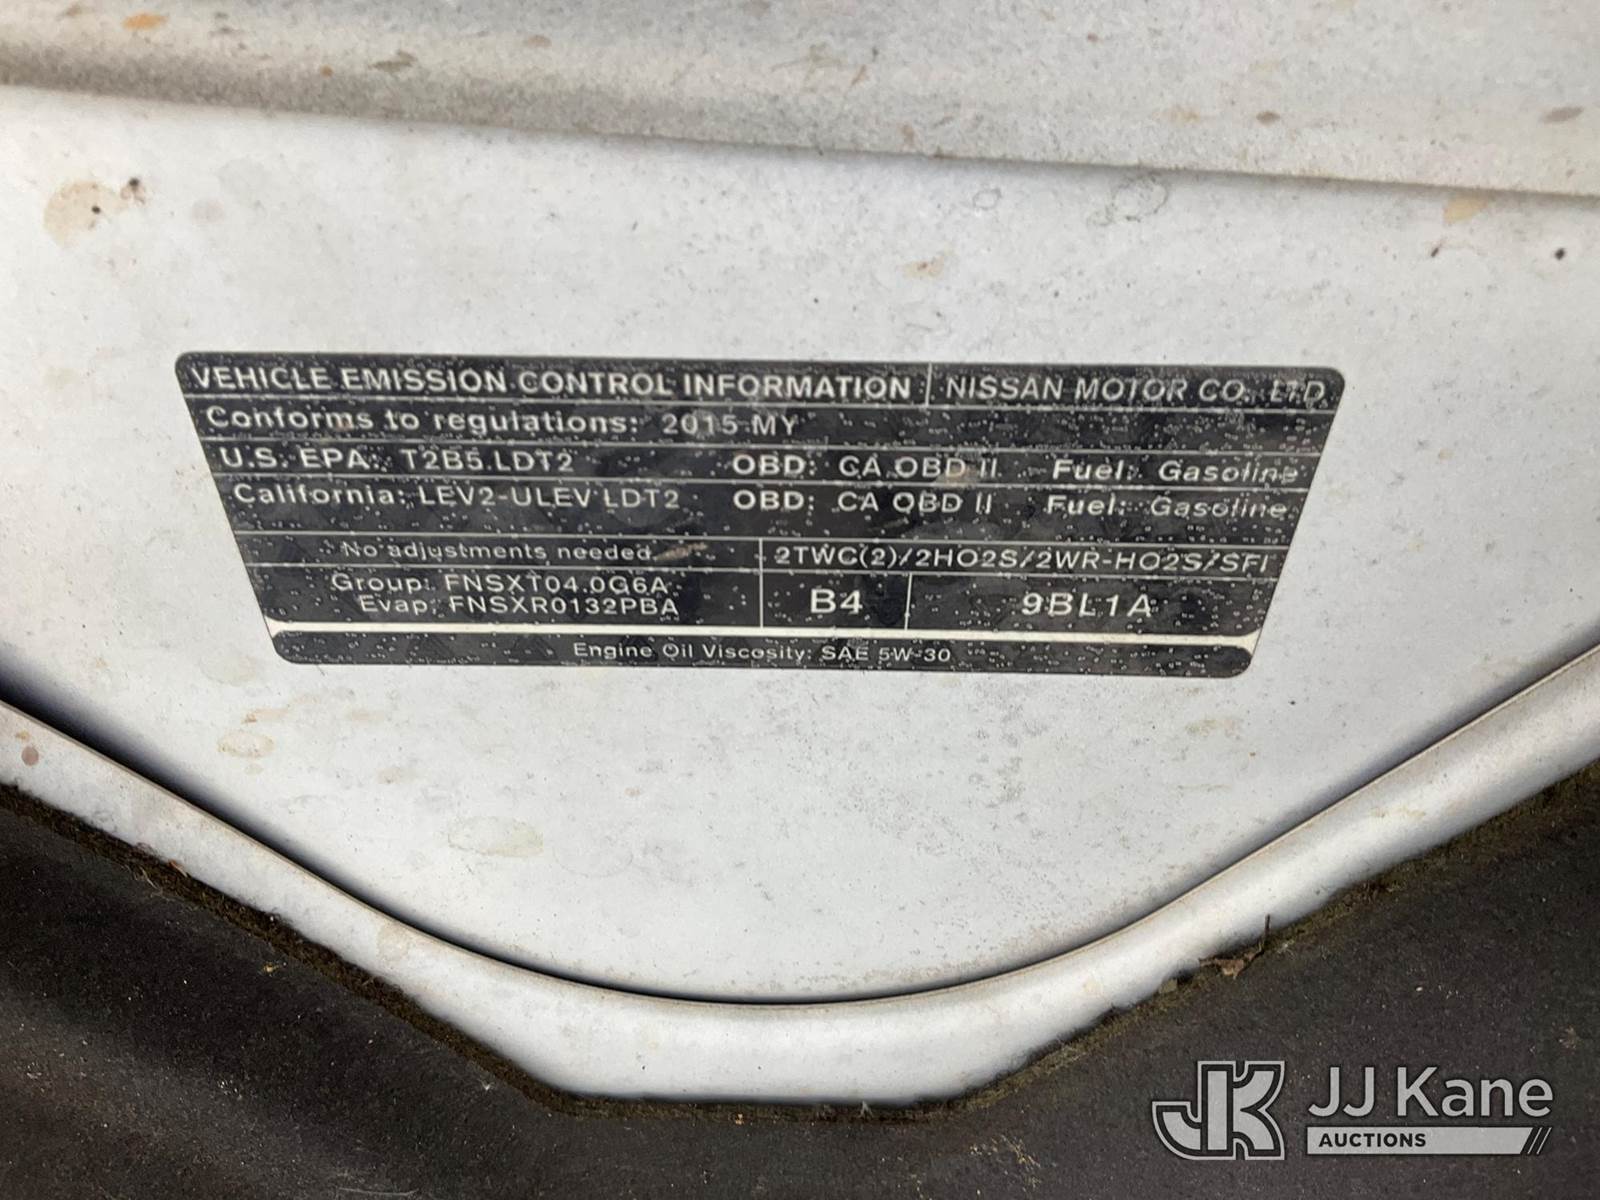 VEHICLE EMISSION CONTROL INFORMATION NISSAN MOTOR CO., LTD.
Conforms to regulations: 2015 MY
U.S. EPA: T2B5 LDT2 OBD: CA OBD II Fuel: Gasoline
California: LEV2-ULEV LDT2 OBD: CA OBD II Fuel: Gasoline
No adjustments needed. 2TWC(2)/2HO2S/2WR-HO2S/SFI
Group: FNSXT04.0G6A
Evap: FNSXR0132PBA
B4 9BL1A
Engine Oil Viscosity: SAE 5W-30
JK JJ Kane
AUCTIONS